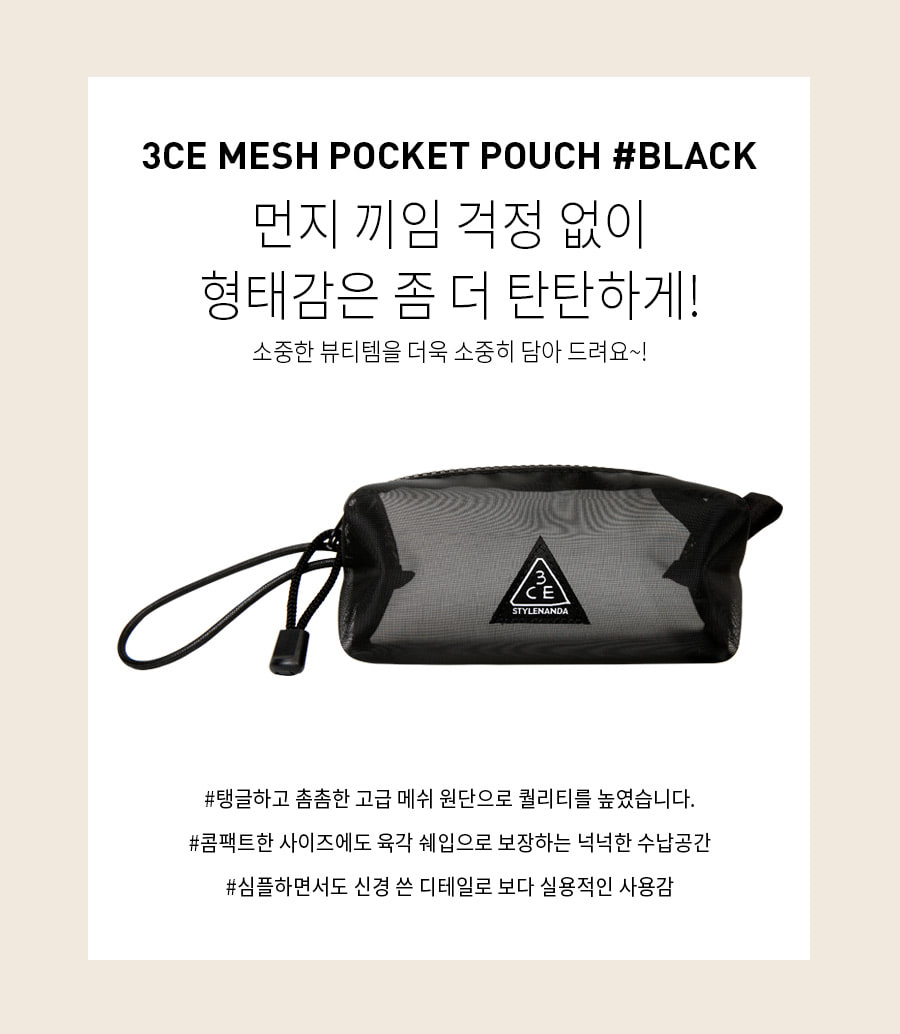 3CE MESH POCKET POUCH #BLACK
먼지 끼임 걱정 없이
형태감은 좀 더 탄탄하게!
소중한 뷰티템을 더욱 소중히 담아 드려요~!
3
CE
STYLENANDA
#탱글하고 촘촘한 고급 메쉬 원단으로 퀄리티를 높였습니다.
#콤팩트한 사이즈에도 육각 쉐입으로 보장하는 넉넉한 수납공간
#심플하면서도 신경 쓴 디테일로 보다 실용적인 사용감